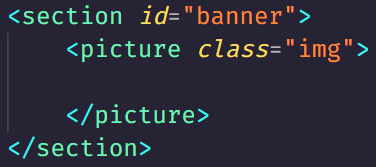 <section id="banner">
<picture class="img">
</picture>
</section>